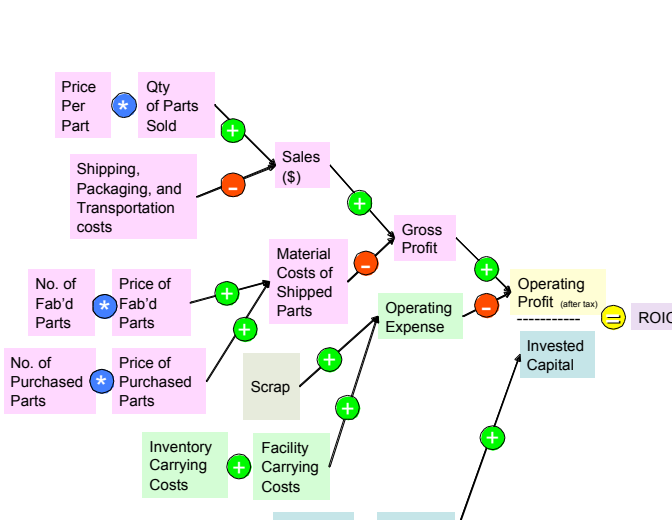 Price
Per
Part
*
Qty
of Parts
Sold
+
Shipping,
Packaging, and
Transportation
costs
–
Sales
($)
+
Gross
Profit
No. of
Fab'd
Parts
*
Price of
Fab'd
Parts
+
Material
Costs of
Shipped
Parts
–
+
No. of
Purchased
Parts
*
Price of
Purchased
Parts
+
Operating
Profit (after tax)
---------------
=
ROIC
Operating
Expense
–
Invested
Capital
Scrap
+
+
Inventory
Carrying
Costs
+
Facility
Carrying
Costs
+